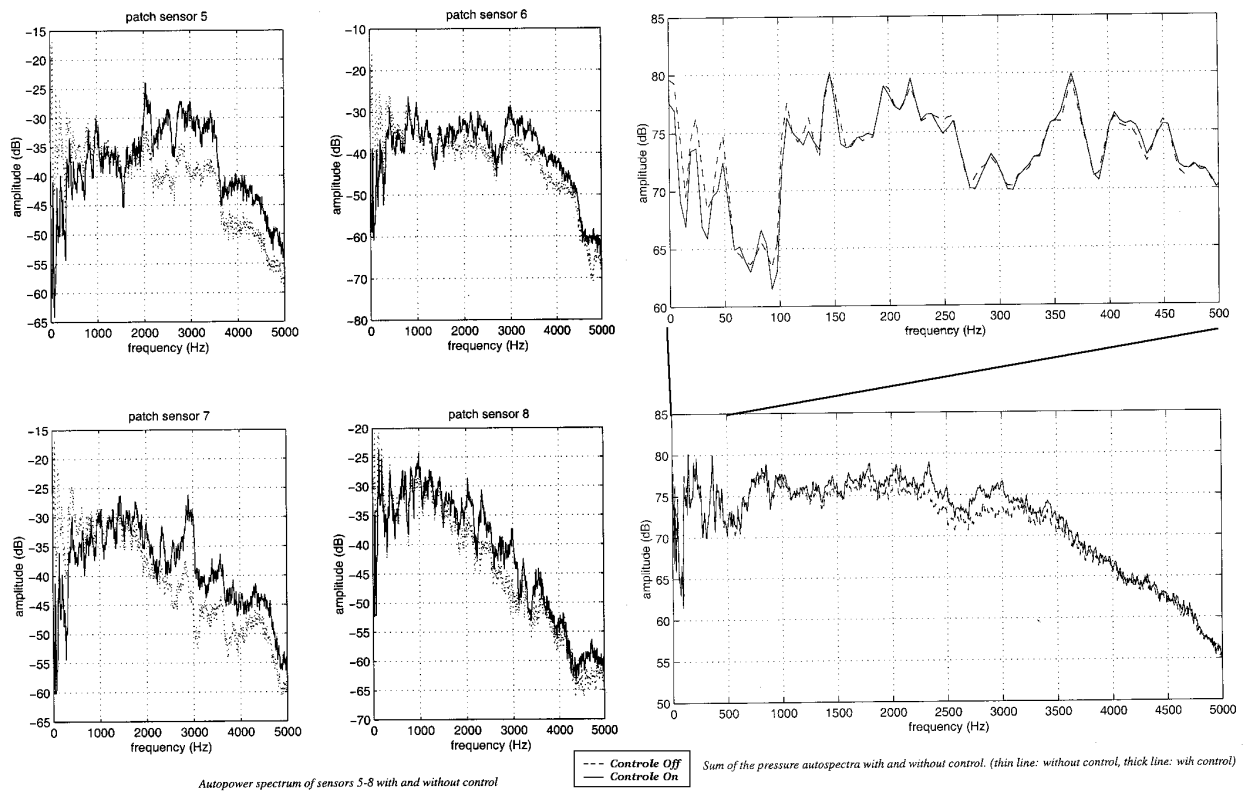 patch sensor 5
−15
−20
−25
−30
−35
−40
−45
−50
−55
−60
−65
amplitude (dB)
0 1000 2000 3000 4000 5000
frequency (Hz)
patch sensor 6
−10
−20
−30
−40
−50
−60
−70
−80
amplitude (dB)
0 1000 2000 3000 4000 5000
frequency (Hz)
85
80
75
70
65
60
amplitude (dB)
0 50 100 150 200 250 300 350 400 450 500
frequency (Hz)
patch sensor 7
−15
−20
−25
−30
−35
−40
−45
−50
−55
−60
−65
amplitude (dB)
0 1000 2000 3000 4000 5000
frequency (Hz)
patch sensor 8
−20
−25
−30
−35
−40
−45
−50
−55
−60
−65
−70
amplitude (dB)
0 1000 2000 3000 4000 5000
frequency (Hz)
85
80
75
70
65
60
55
50
amplitude (dB)
0 500 1000 1500 2000 2500 3000 3500 4000 4500 5000
frequency (Hz)
Controle Off
Controle On
Autopower spectrum of sensors 5-8 with and without control
Sum of the pressure autospectra with and without control. (thin line: without control, thick line: wih control)